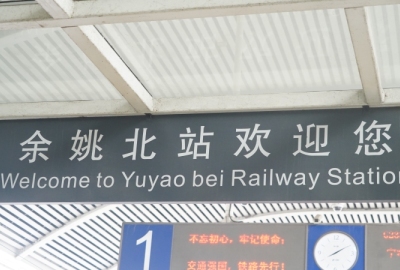 余姚北站欢迎您
Welcome to Yuyao bei Railway Station
1
不忘初心，牢记使命；
交通强国，铁路先行！